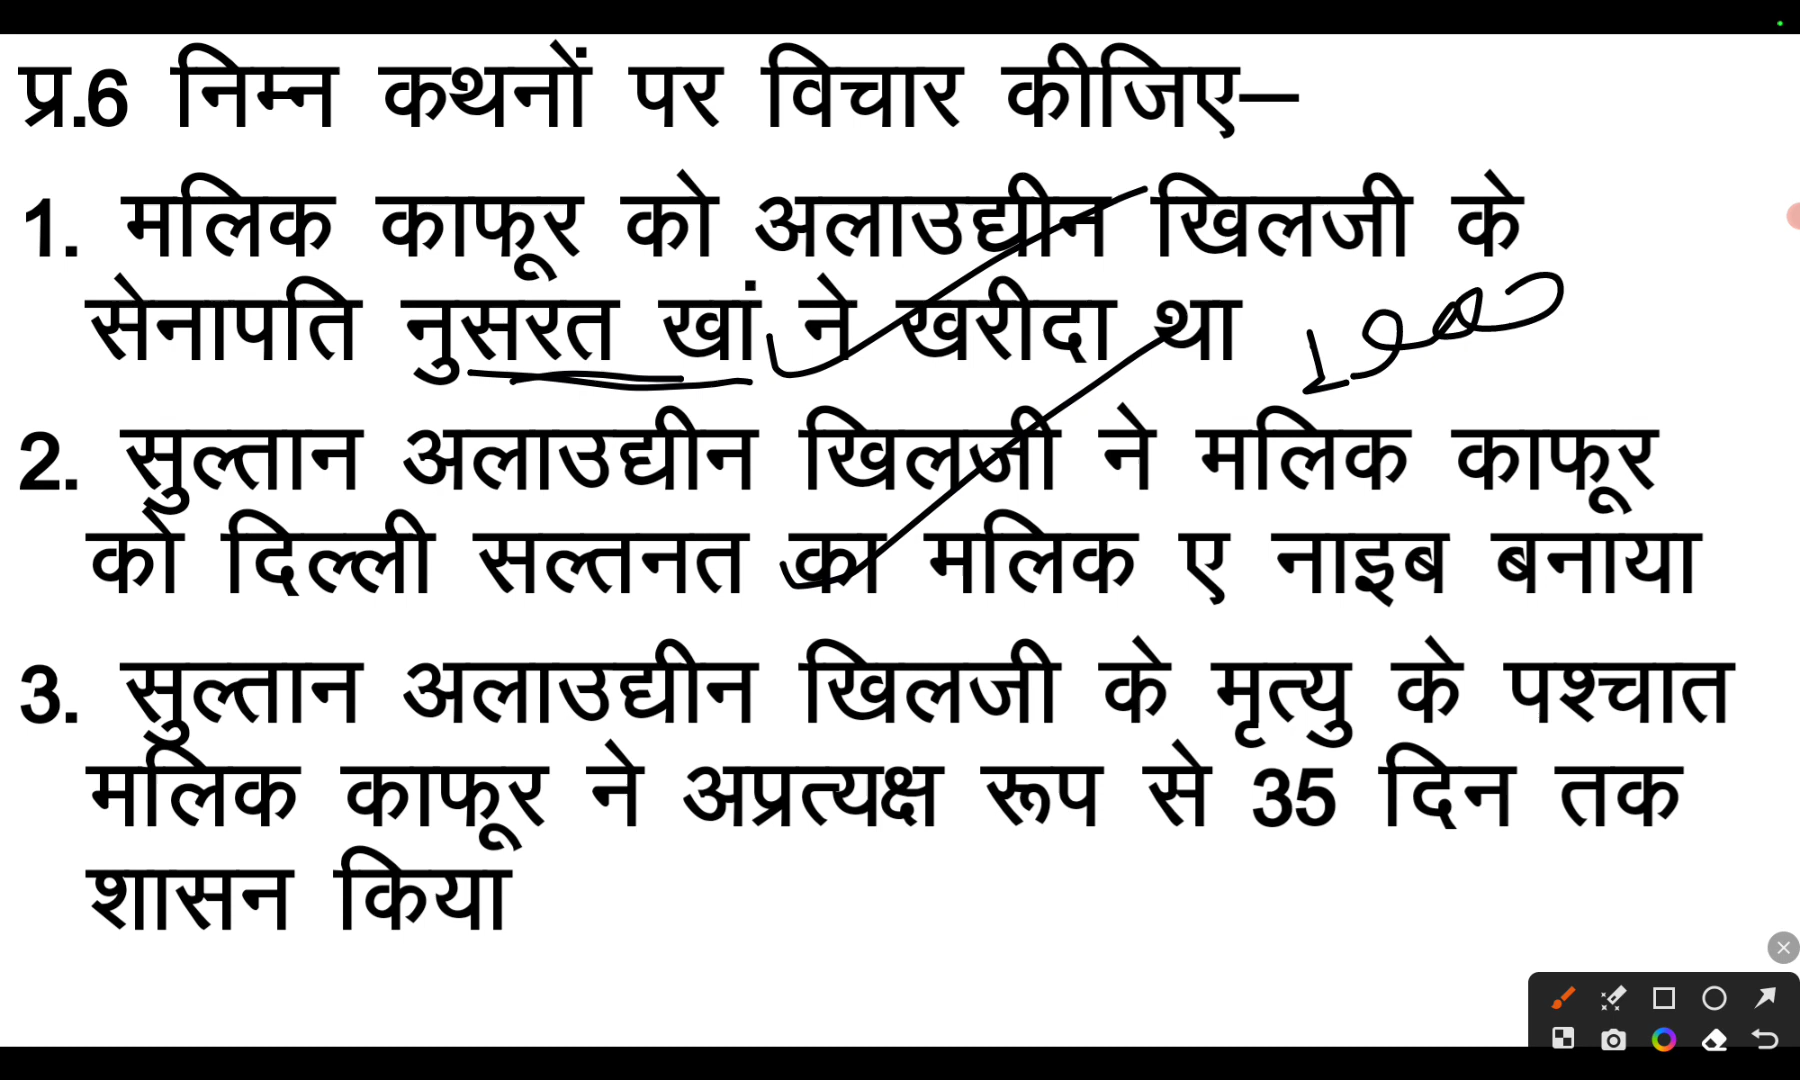 प्र.6 निम्न कथनों पर विचार कीजिए–
1. मलिक काफूर को अलाउद्यीन खिलजी के
सेनापति नुसरत खां ने खरीदा था
2. सुल्तान अलाउद्यीन खिलजी ने मलिक काफूर
को दिल्ली सल्तनत का मलिक ए नाइब बनाया
3. सुल्तान अलाउद्यीन खिलजी के मृत्यु के पश्चात
मलिक काफूर ने अप्रत्यक्ष रूप से 35 दिन तक
शासन किया